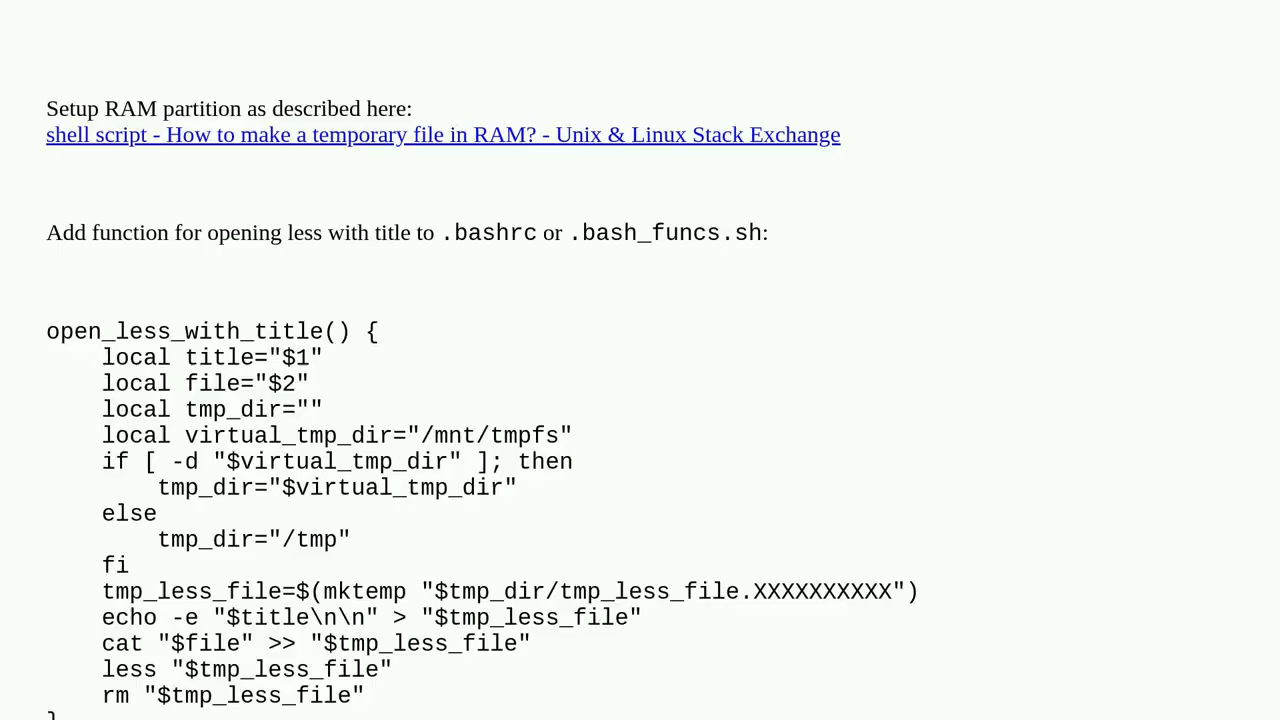 Setup RAM partition as described here:
shell script - How to make a temporary file in RAM? - Unix & Linux Stack Exchange
Add function for opening less with title to .bashrc or .bash_funcs.sh:
open_less_with_title() {
    local title="$1"
    local file="$2"
    local tmp_dir=""
    local virtual_tmp_dir="/mnt/tmpfs"
    if [ -d "$virtual_tmp_dir" ]; then
        tmp_dir="$virtual_tmp_dir"
    else
        tmp_dir="/tmp"
    fi
    tmp_less_file=$(mktemp "$tmp_dir/tmp_less_file.XXXXXXXXXX")
    echo -e "$title\n\n" > "$tmp_less_file"
    cat "$file" >> "$tmp_less_file"
    less "$tmp_less_file"
    rm "$tmp_less_file"
}